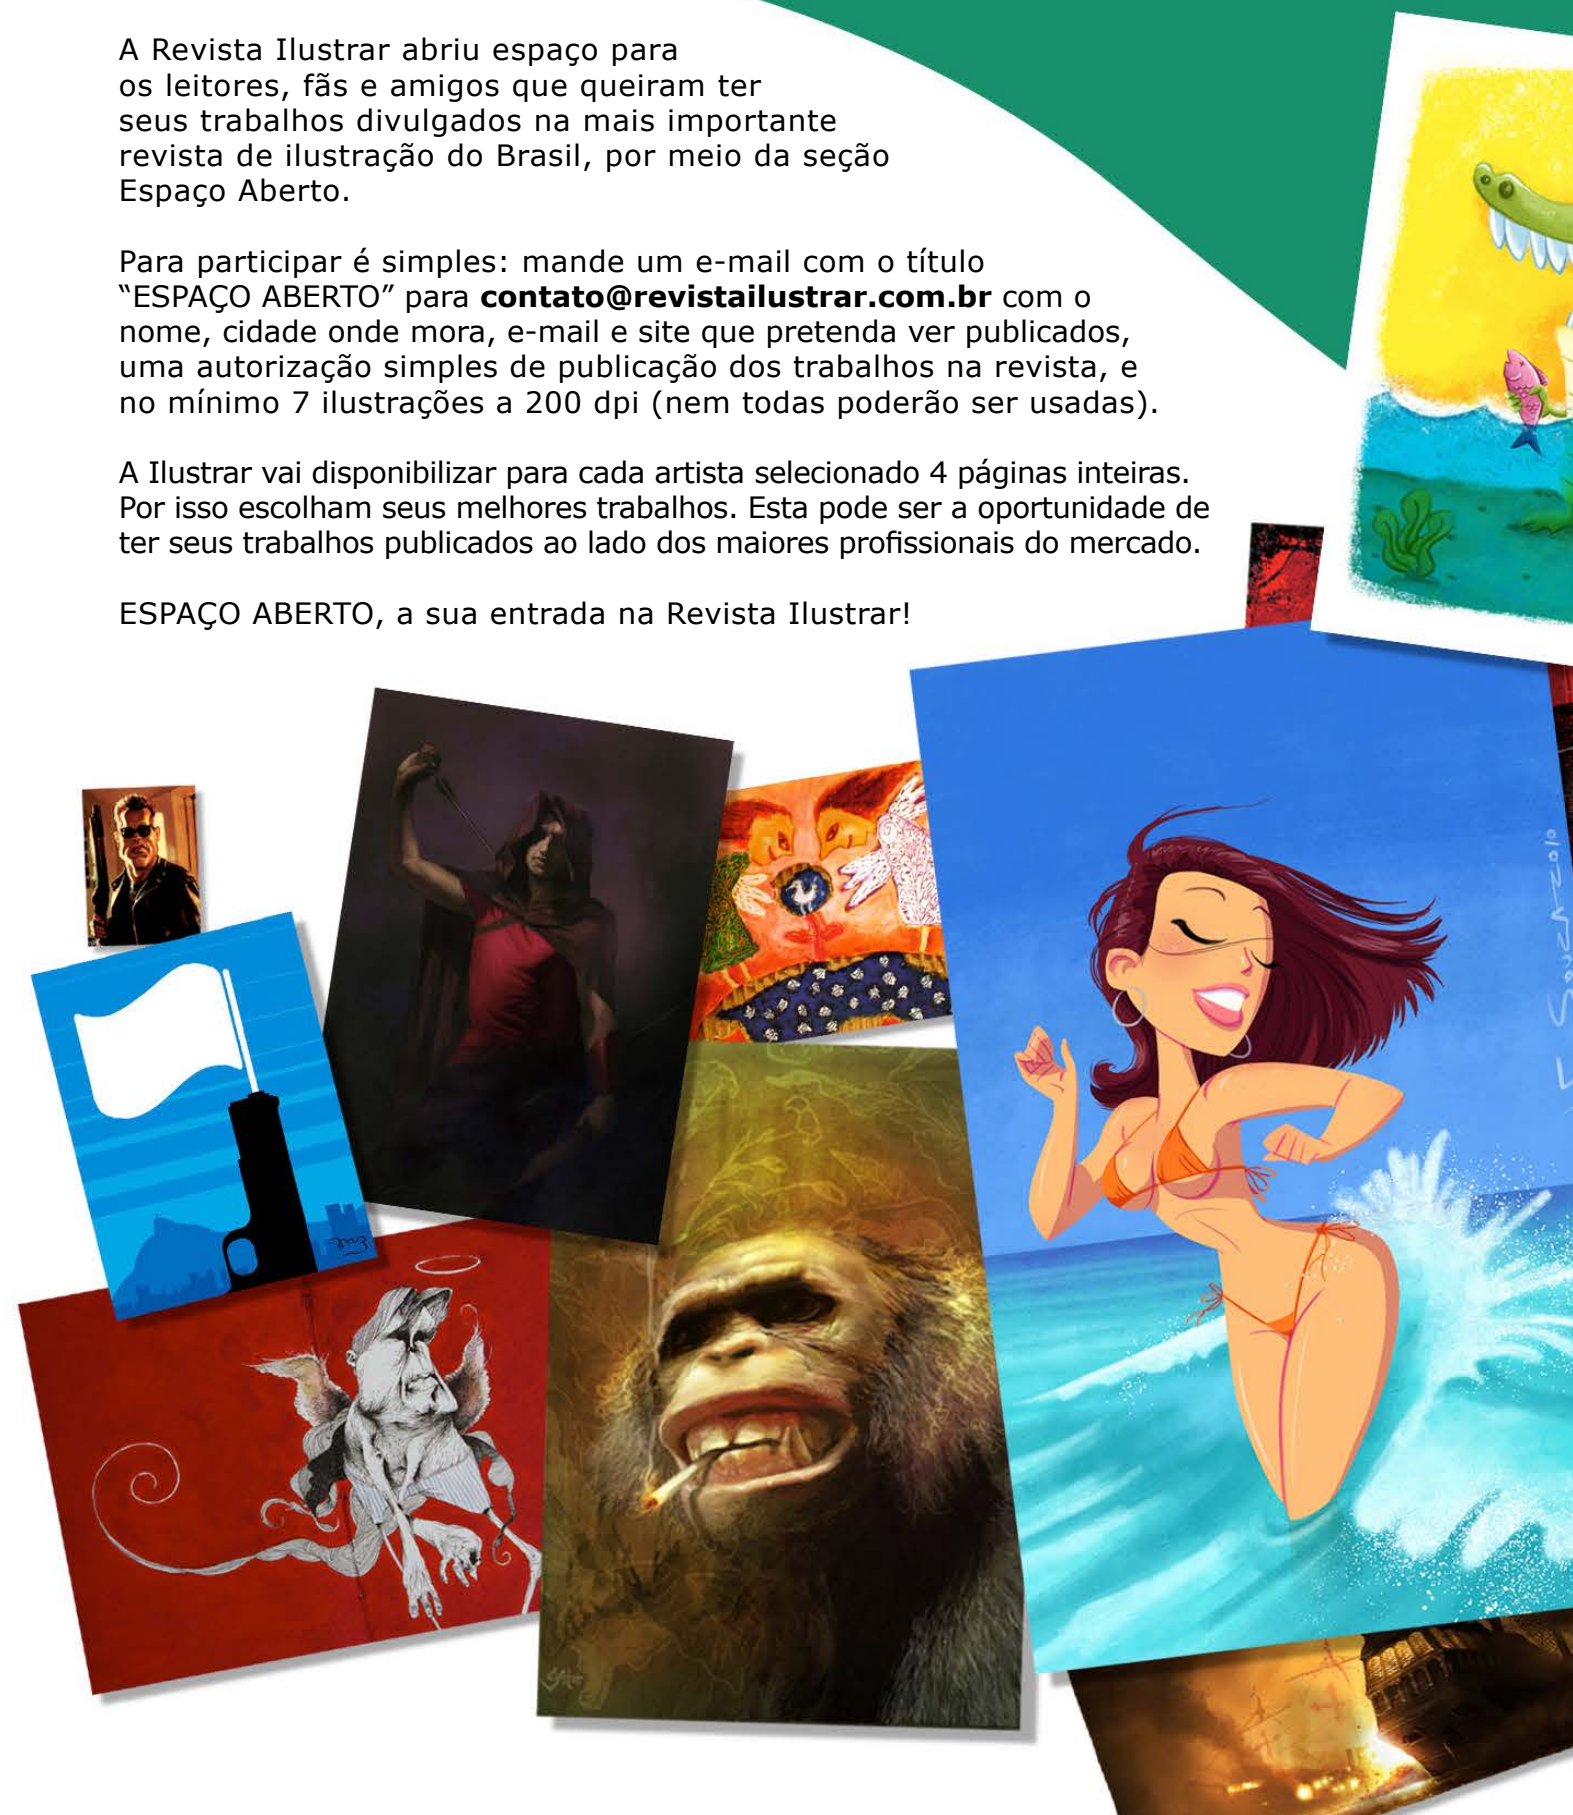 A Revista Ilustrar abriu espaço para
os leitores, fãs e amigos que queiram ter
seus trabalhos divulgados na mais importante
revista de ilustração do Brasil, por meio da seção
Espaço Aberto.
Para participar é simples: mande um e-mail com o título
“ESPAÇO ABERTO” para contato@revistailustrar.com.br com o
nome, cidade onde mora, e-mail e site que pretenda ver publicados,
uma autorização simples de publicação dos trabalhos na revista, e
no mínimo 7 ilustrações a 200 dpi (nem todas poderão ser usadas).
A Ilustrar vai disponibilizar para cada artista selecionado 4 páginas inteiras.
Por isso escolham seus melhores trabalhos. Esta pode ser a oportunidade de
ter seus trabalhos publicados ao lado dos maiores profissionais do mercado.
ESPAÇO ABERTO, a sua entrada na Revista Ilustrar!